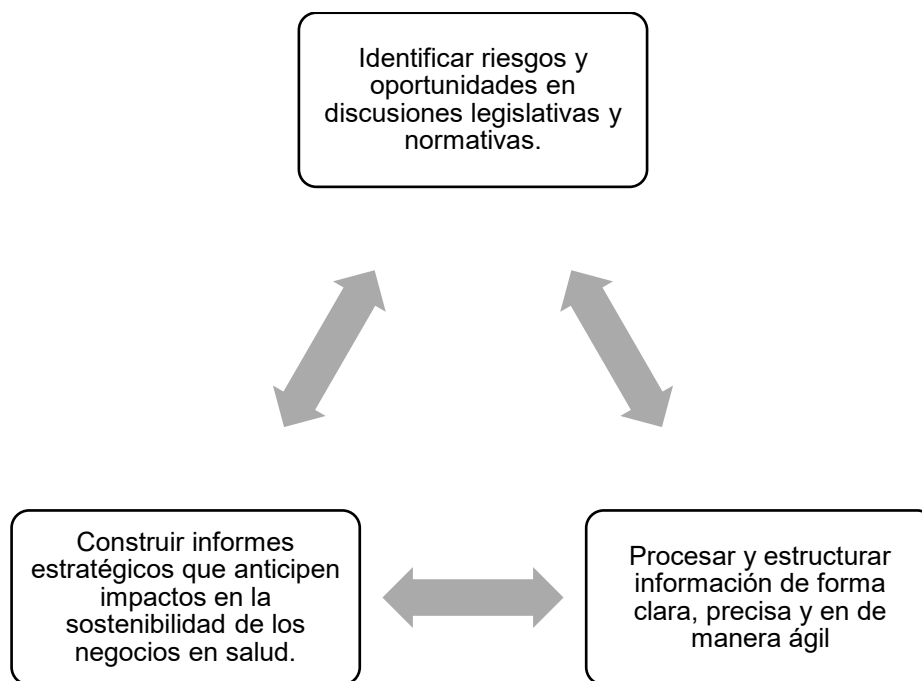 Identificar riesgos y
oportunidades en
discusiones legislativas y
normativas.
Construir informes
estratégicos que anticipen
impactos en la
sostenibilidad de los
negocios en salud.
Procesar y estructurar
información de forma
clara, precisa y en de
manera ágil